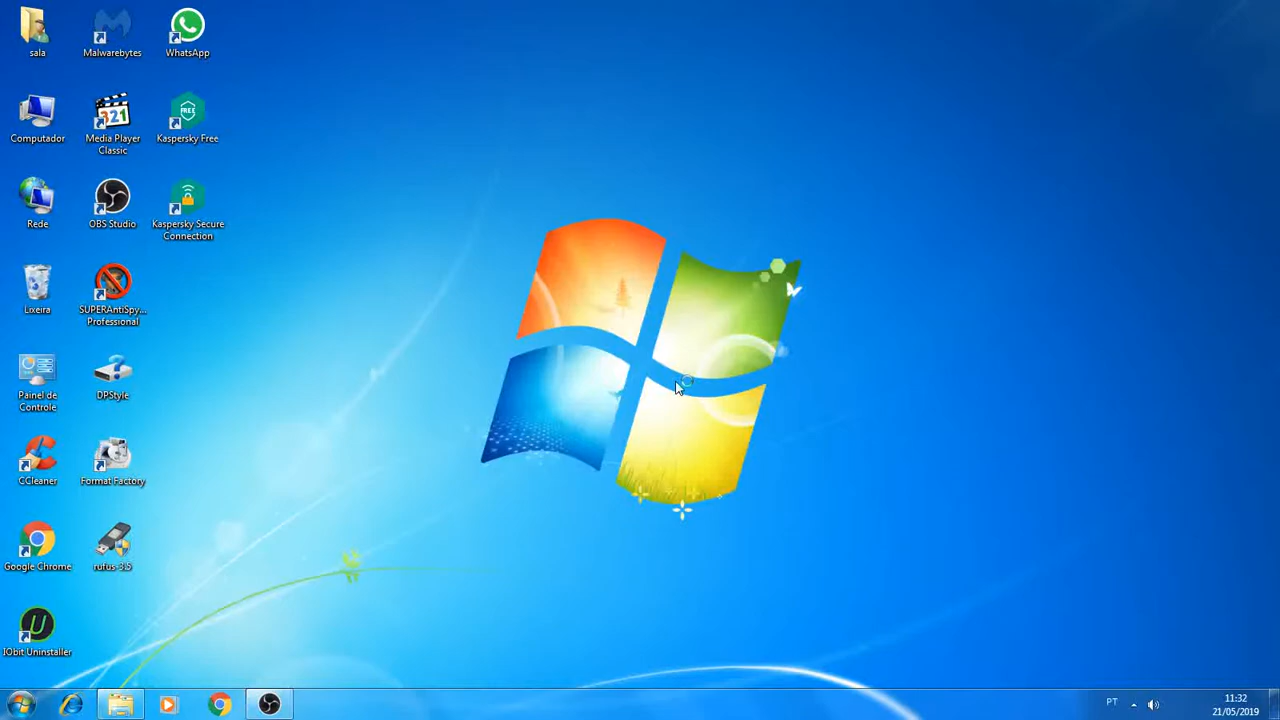 sala
Malwarebytes
WhatsApp
Computador
321
Media Player
Classic
FREE
Kaspersky Free
Rede
OBS Studio
Kaspersky Secure
Connection
Lixeira
SUPERAntiSpy...
Professional
Painel de
Controle
DPStyle
CCleaner
Format Factory
Google Chrome
rufus-3.5
U
IObit Uninstaller
PT
11:32
21/05/2019